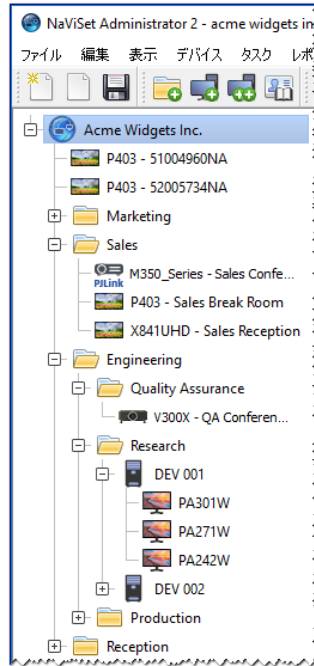 NaViSet Administrator 2 - acme widgets in
ファイル 編集 表示 デバイス タスク レポ
Acme Widgets Inc.
P403 - 51004960NA
P403 - 52005734NA
Marketing
Sales
PJLink M350_Series - Sales Confe...
P403 - Sales Break Room
X841UHD - Sales Reception
Engineering
Quality Assurance
V300X - QA Conferen...
Research
DEV 001
PA301W
PA271W
PA242W
DEV 002
Production
Reception